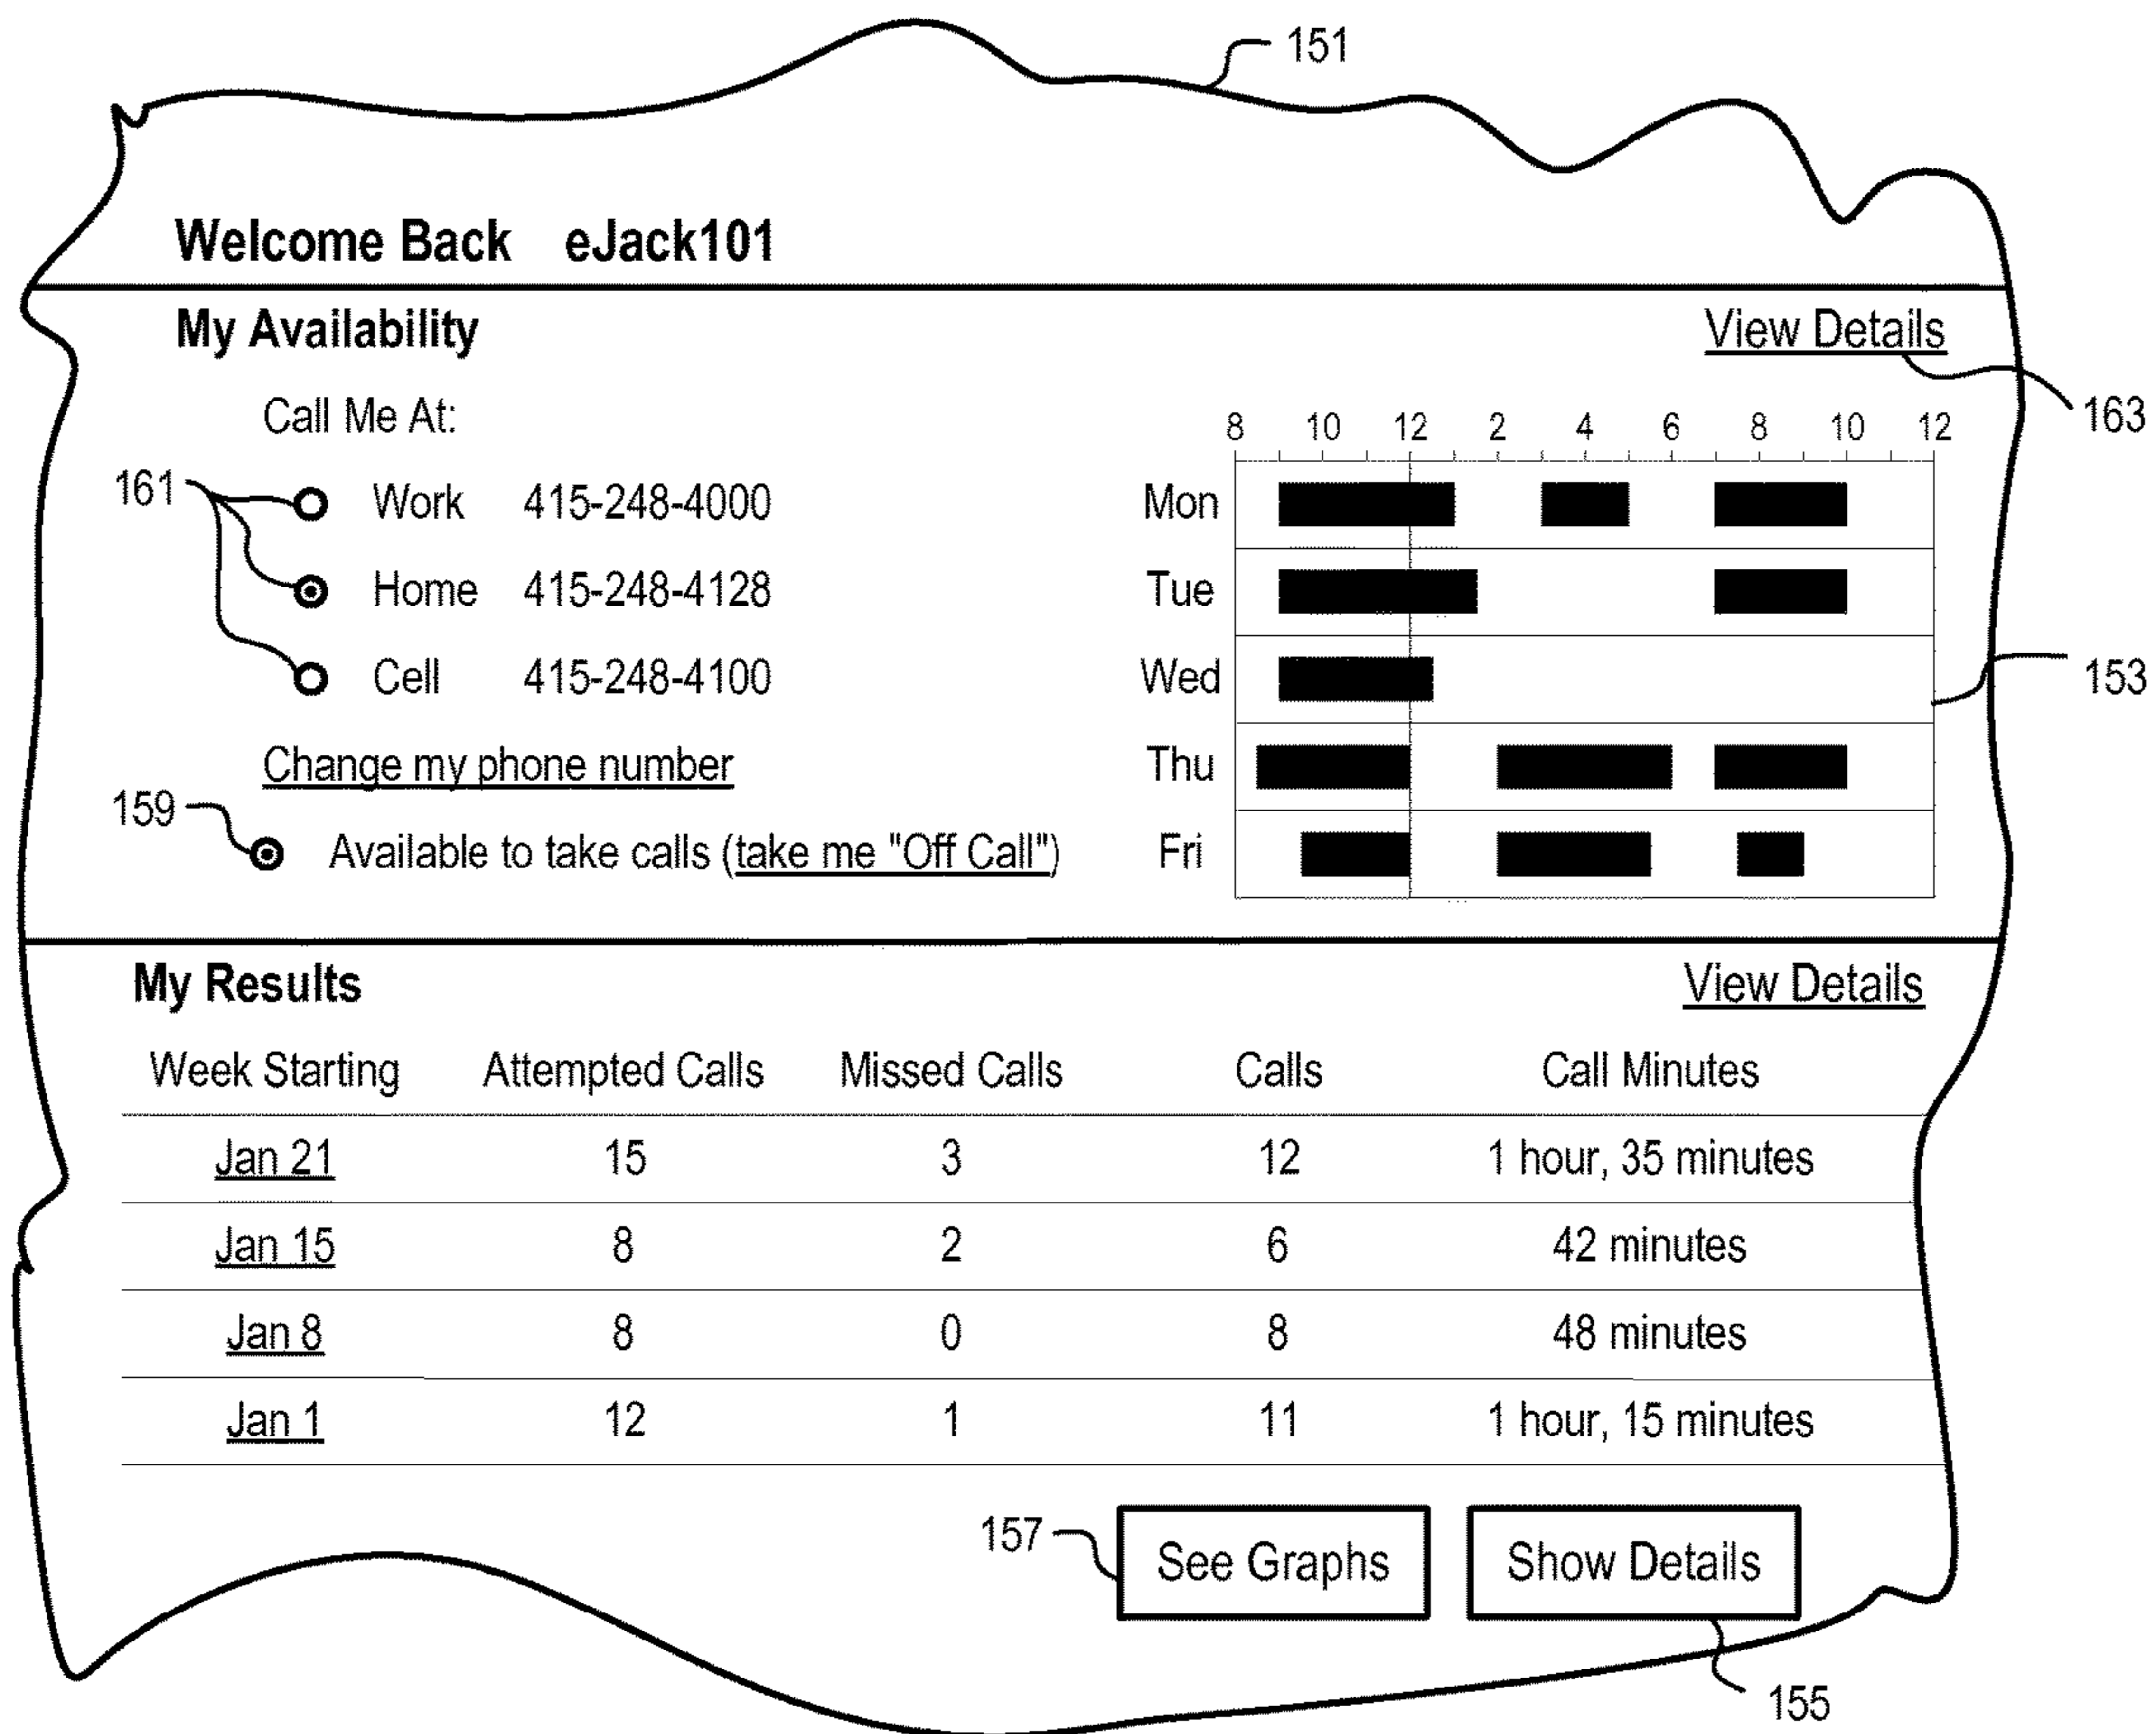 151
Welcome Back eJack101
My Availability View Details
163
Call Me At:
8 10 12 2 4 6 8 10 12
161
Work 415-248-4000 Mon
Home 415-248-4128 Tue
Cell 415-248-4100 Wed
153
Change my phone number Thu
159
Available to take calls (take me "Off Call") Fri
My Results View Details
Week Starting Attempted Calls Missed Calls Calls Call Minutes
Jan 21 15 3 12 1 hour, 35 minutes
Jan 15 8 2 6 42 minutes
Jan 8 8 0 8 48 minutes
Jan 1 12 1 11 1 hour, 15 minutes
157
See Graphs Show Details
155